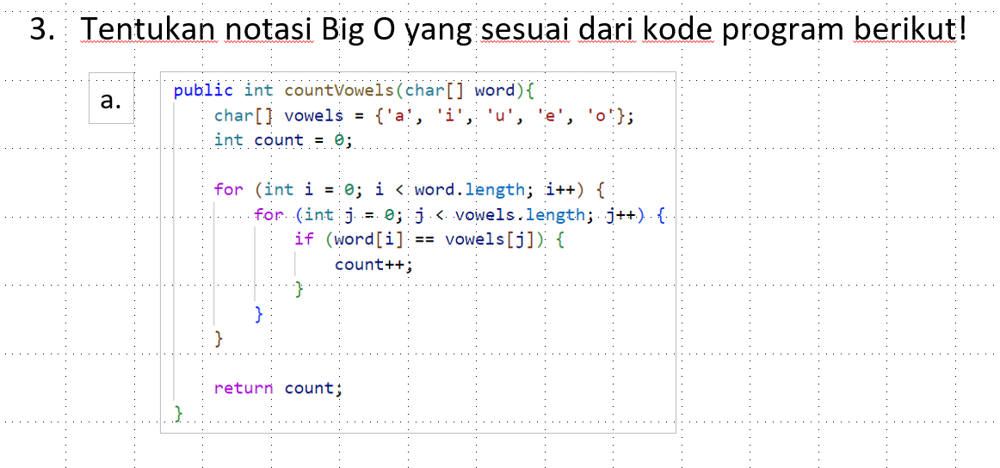 3. Tentukan notasi Big O yang sesuai dari kode program berikut!
a.
public int countVowels(char[] word){
    char[] vowels = {'a', 'i', 'u', 'e', 'o'};
    int count = 0;
    for (int i = 0; i < word.length; i++) {
        for (int j = 0; j < vowels.length; j++) {
            if (word[i] == vowels[j]) {
                count++;
            }
        }
    }
    return count;
}